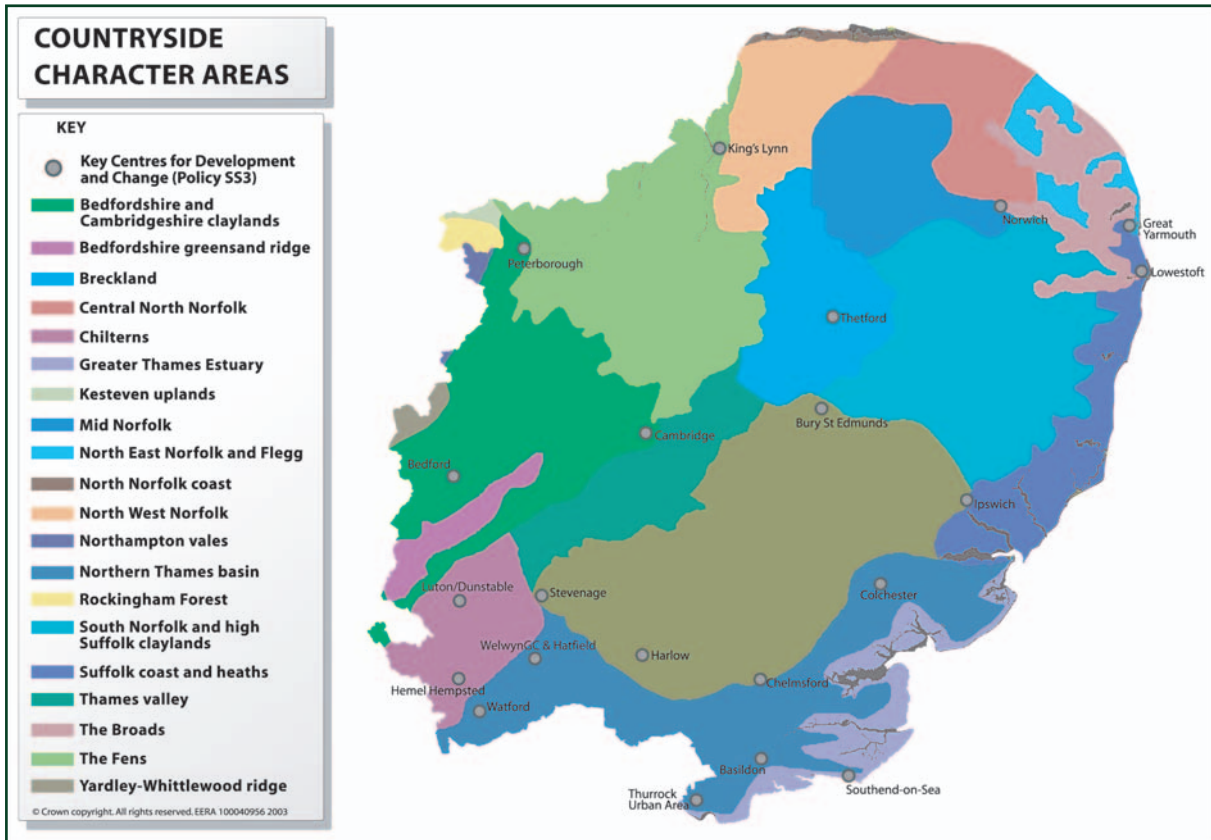 COUNTRYSIDE
CHARACTER AREAS
KEY
Key Centres for Development
and Change (Policy SS3)
Bedfordshire and
Cambridgeshire claylands
Bedfordshire greensand ridge
Breckland
Central North Norfolk
Chilterns
Greater Thames Estuary
Kesteven uplands
Mid Norfolk
North East Norfolk and Flegg
North Norfolk coast
North West Norfolk
Northampton vales
Northern Thames basin
Rockingham Forest
South Norfolk and high
Suffolk claylands
Suffolk coast and heaths
Thames valley
The Broads
The Fens
Yardley-Whittlewood ridge
© Crown copyright. All rights reserved. EERA 100040956 2003
King's Lynn
Norwich
Great
Yarmouth
Peterborough
Lowestoft
Thetford
Bury St Edmunds
Cambridge
Bedford
Ipswich
Luton/Dunstable
Stevenage
Colchester
WelwynGC & Hatfield
Harlow
Hemel Hempsted
Chelmsford
Watford
Basildon
Thurrock
Urban Area
Southend-on-Sea